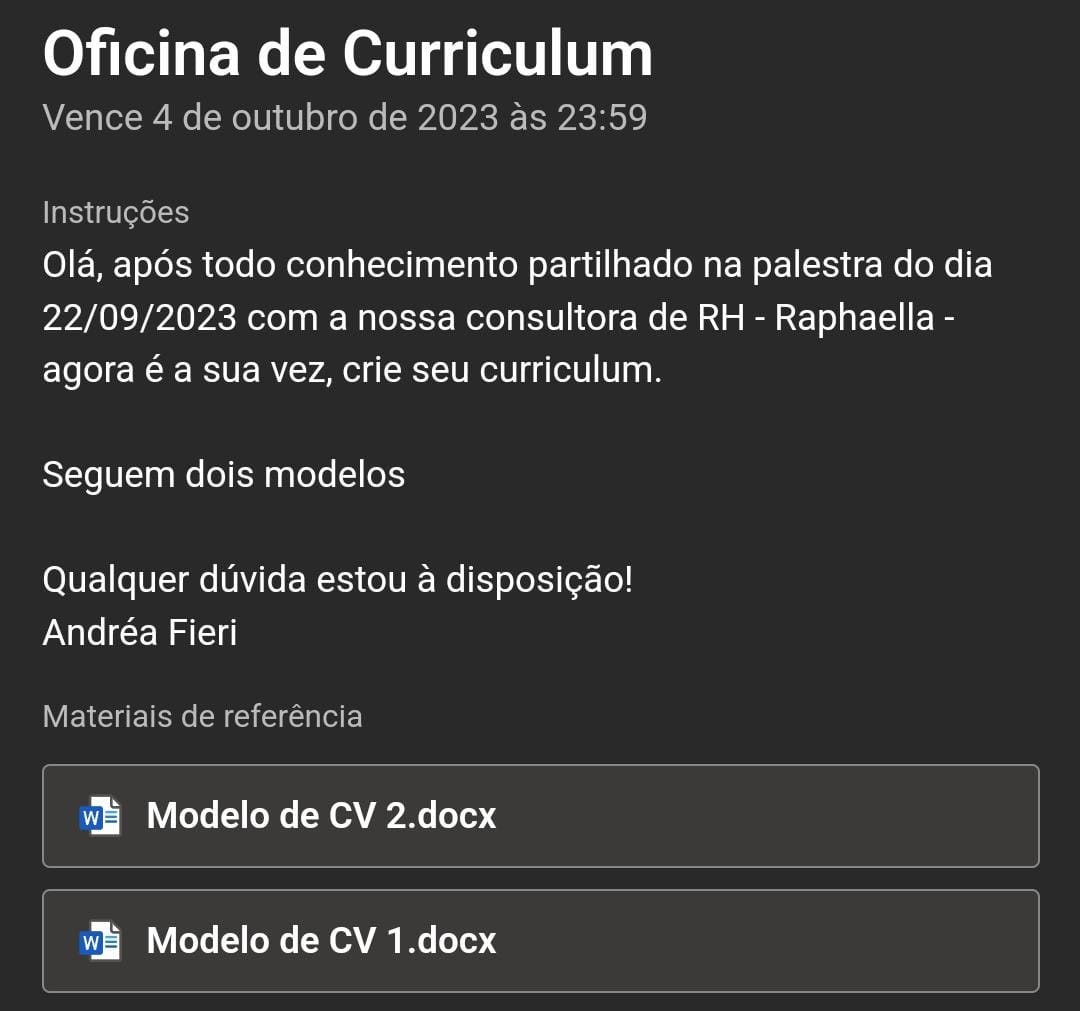 Oficina de Curriculum
Vence 4 de outubro de 2023 às 23:59
Instruções
Olá, após todo conhecimento partilhado na palestra do dia
22/09/2023 com a nossa consultora de RH - Raphaella -
agora é a sua vez, crie seu curriculum.
Seguem dois modelos
Qualquer dúvida estou à disposição!
Andréa Fieri
Materiais de referência
W Modelo de CV 2.docx
W Modelo de CV 1.docx